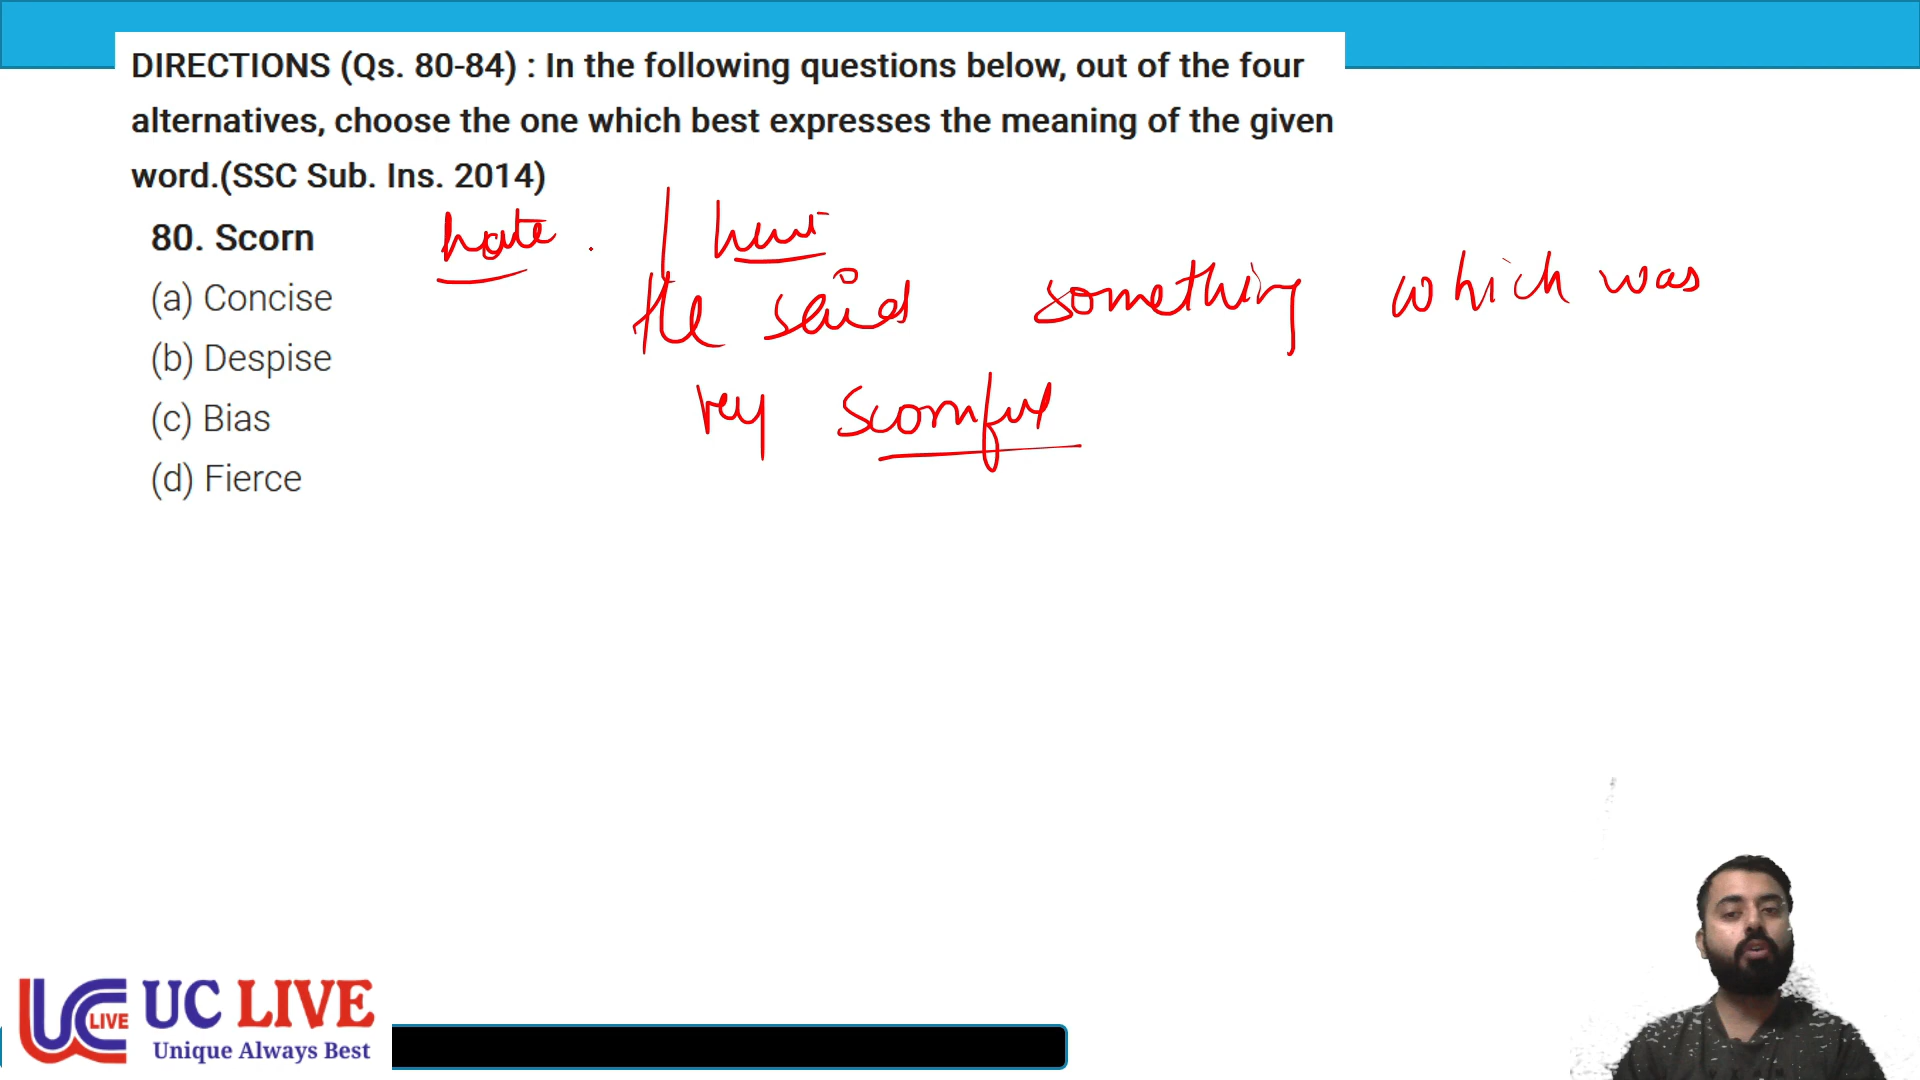 DIRECTIONS (Qs. 80-84) : In the following questions below, out of the four
alternatives, choose the one which best expresses the meaning of the given
word.(SSC Sub. Ins. 2014)
80. Scorn
hate. | hurt
(a) Concise
He said something which was
(b) Despise
very scornful
(c) Bias
(d) Fierce
UC LIVE
LIVE
Unique Always Best